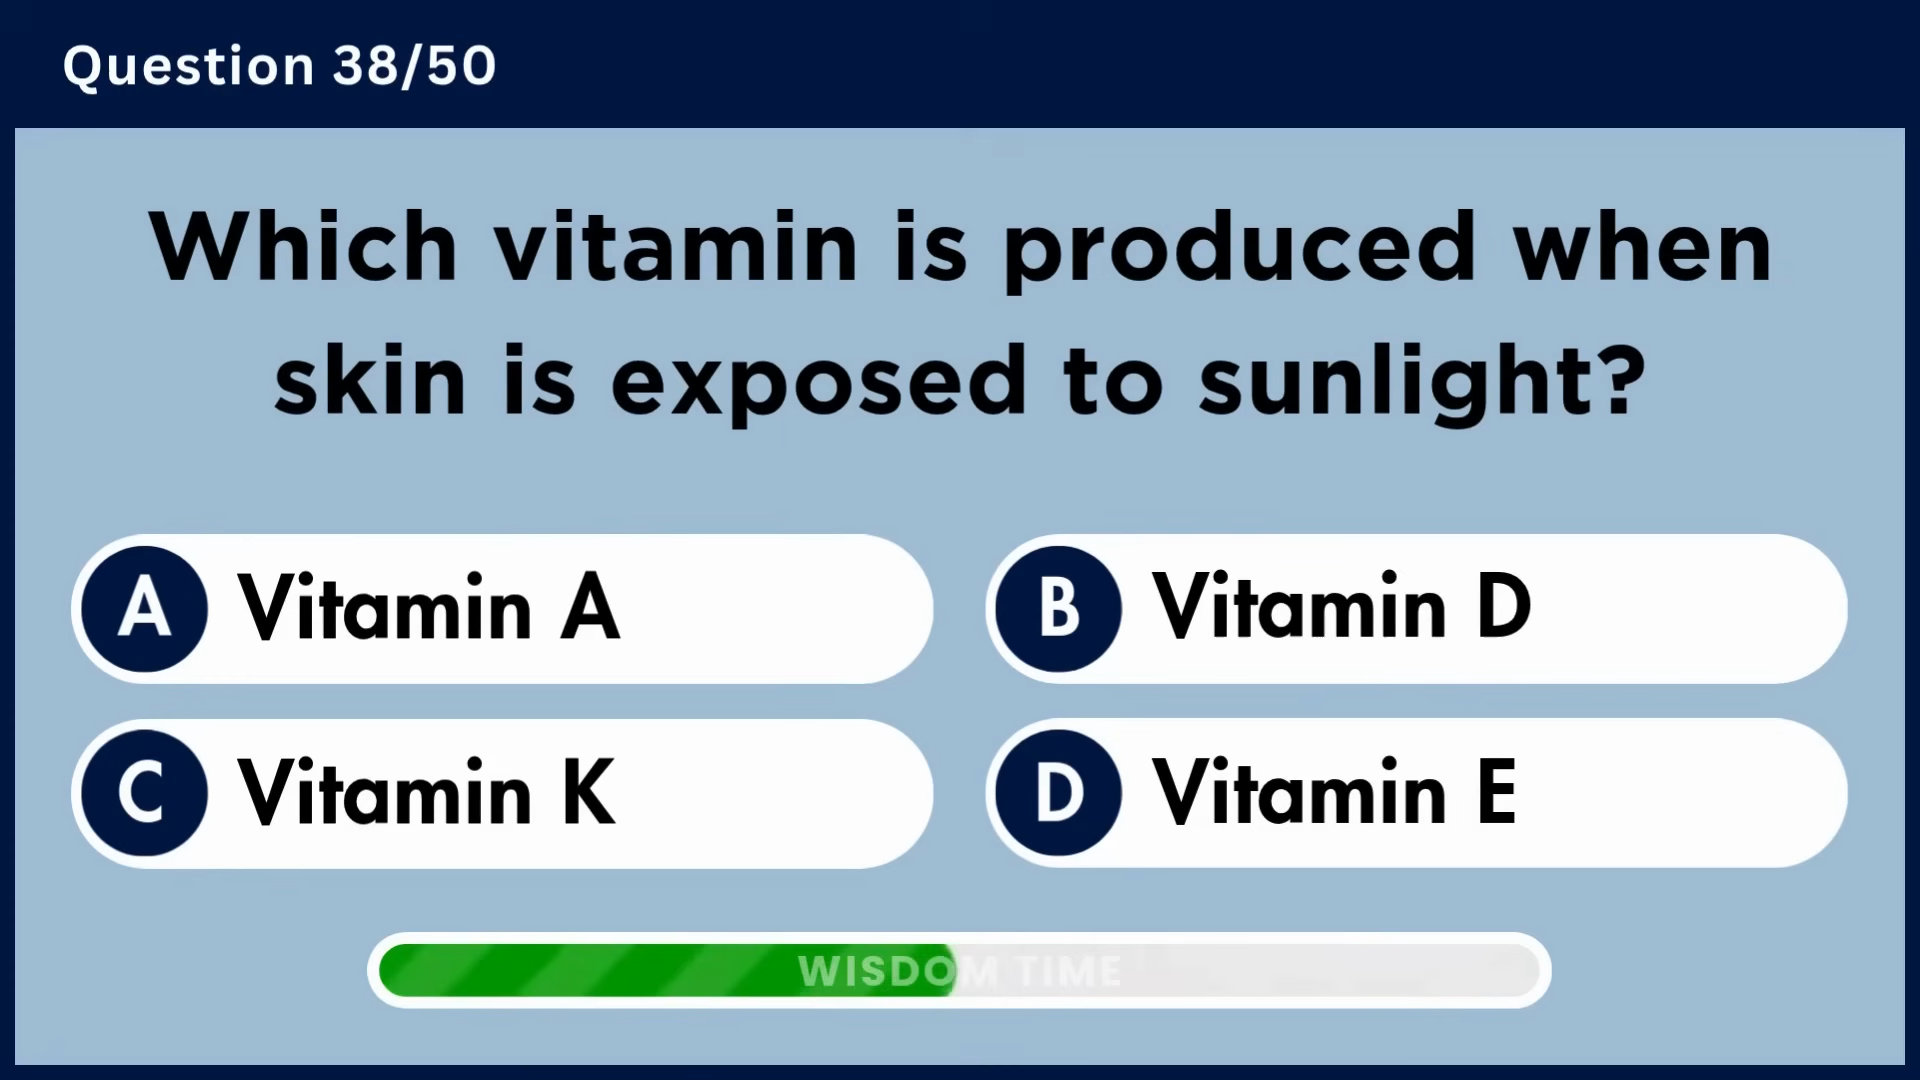 Question 38/50
Which vitamin is produced when
skin is exposed to sunlight?
A Vitamin A
B Vitamin D
C Vitamin K
D Vitamin E
WISDOM TIME